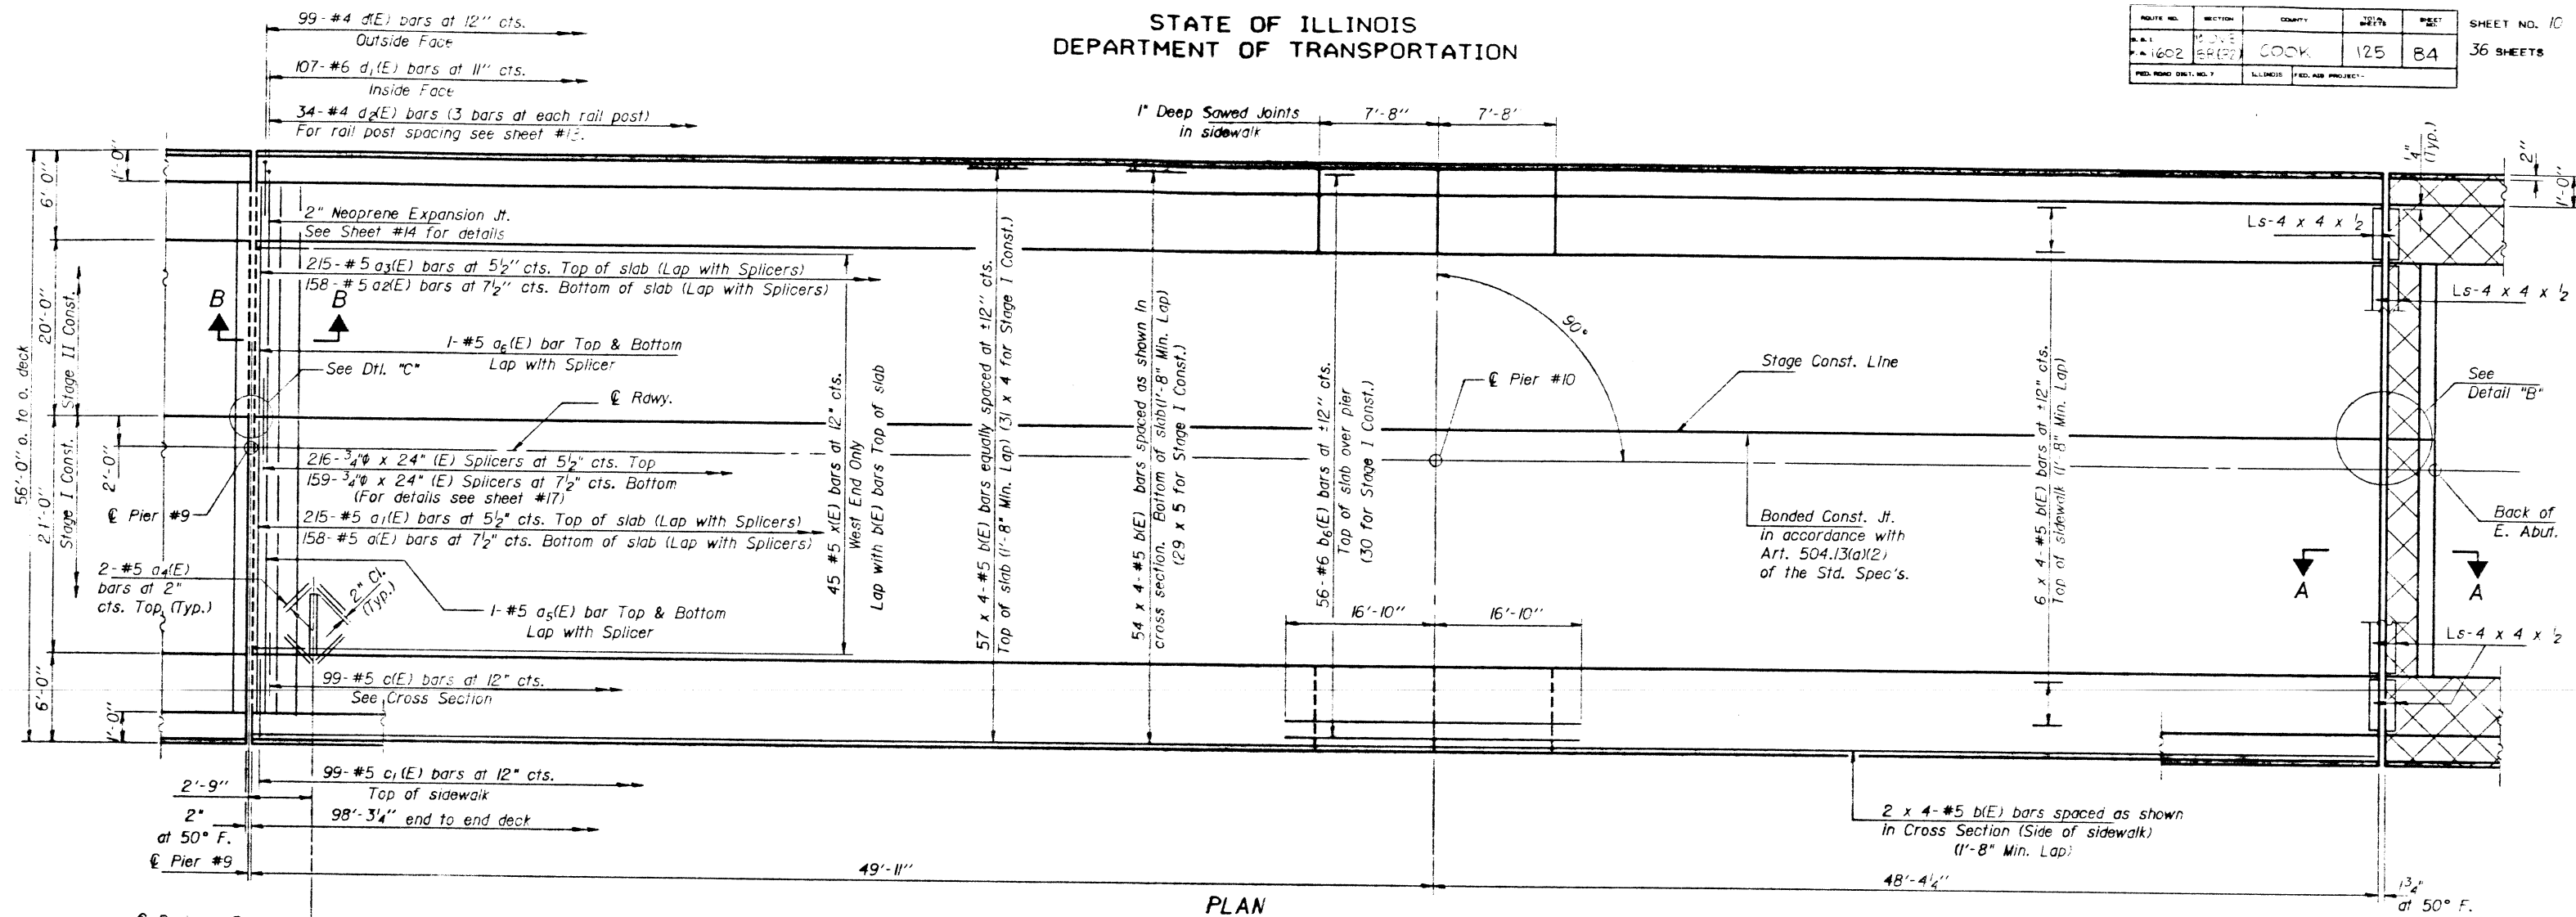 STATE OF ILLINOIS
DEPARTMENT OF TRANSPORTATION
ROUTE NO.
SECTION
COUNTY
TOTAL SHEETS
SHEET NO.
F.A. 1602
COOK
125
84
FED. ROAD DIST. NO. 7
ILLINOIS
FED. AID PROJECT-
SHEET NO. 10
36 SHEETS
99-#4 d(E) bars at 12" cts.
Outside Face
107-#6 d₁(E) bars at 11" cts.
Inside Face
34-#4 d₂(E) bars (3 bars at each rail post)
For rail post spacing see sheet #13.
1" Deep Sawed Joints
in sidewalk
7'-8"
7'-8'
1/4"
(Typ.)
2"
1'-0"
1'-0"
6'0"
20'-0"
Stage II Const.
56'-0" o. to o. deck
21'-0"
Stage I Const.
2'-0"
6'-0"
1'-0"
2" Neoprene Expansion Jt.
See Sheet #14 for details
215-#5 a₃(E) bars at 5½" cts. Top of slab (Lap with Splicers)
158-#5 a₂(E) bars at 7½" cts. Bottom of slab (Lap with Splicers)
B
B
1-#5 a₆(E) bar Top & Bottom
Lap with Splicer
See Dtl. "C"
℄ Rdwy.
216-¾"φ x 24" (E) Splicers at 5½" cts. Top
159-¾"φ x 24" (E) Splicers at 7½" cts. Bottom
(For details see sheet #17)
℄ Pier #9
215-#5 a₁(E) bars at 5½" cts. Top of slab (Lap with Splicers)
158-#5 a(E) bars at 7½" cts. Bottom of slab (Lap with Splicers)
2-#5 a₄(E)
bars at 2"
cts. Top (Typ.)
2" Cl.
(Typ.)
1-#5 a₅(E) bar Top & Bottom
Lap with Splicer
99-#5 c(E) bars at 12" cts.
See Cross Section
45 #5 x(E) bars at 12" cts.
West End Only
Lap with b(E) bars Top of slab
57 x 4-#5 b(E) bars equally spaced at ±12" cts.
Top of slab (1'-8" Min. Lap) (31 x 4 for Stage I Const.)
54 x 4-#5 b(E) bars spaced as shown in
cross section. Bottom of slab (1'-8" Min. Lap)
(29 x 5 for Stage I Const.)
56-#6 b₆(E) bars at ±12" cts.
Top of slab over pier
(30 for Stage I Const.)
90°
℄ Pier #10
Stage Const. Line
16'-10"
16'-10"
Bonded Const. Jt.
in accordance with
Art. 504.13(a)(2)
of the Std. Spec's.
6 x 4-#5 b(E) bars at ±12" cts.
Top of sidewalk (1'-8" Min. Lap)
Ls-4 x 4 x ½
Ls-4 x 4 x ½
See
Detail "B"
Back of
E. Abut.
A
A
Ls-4 x 4 x ½
99-#5 c₁(E) bars at 12" cts.
Top of sidewalk
2'-9"
2"
at 50° F.
98'-3¼" end to end deck
℄ Pier #9
49'-11"
48'-4¼"
1¾"
at 50° F.
2 x 4-#5 b(E) bars spaced as shown
in Cross Section (Side of sidewalk)
(1'-8" Min. Lap)
PLAN